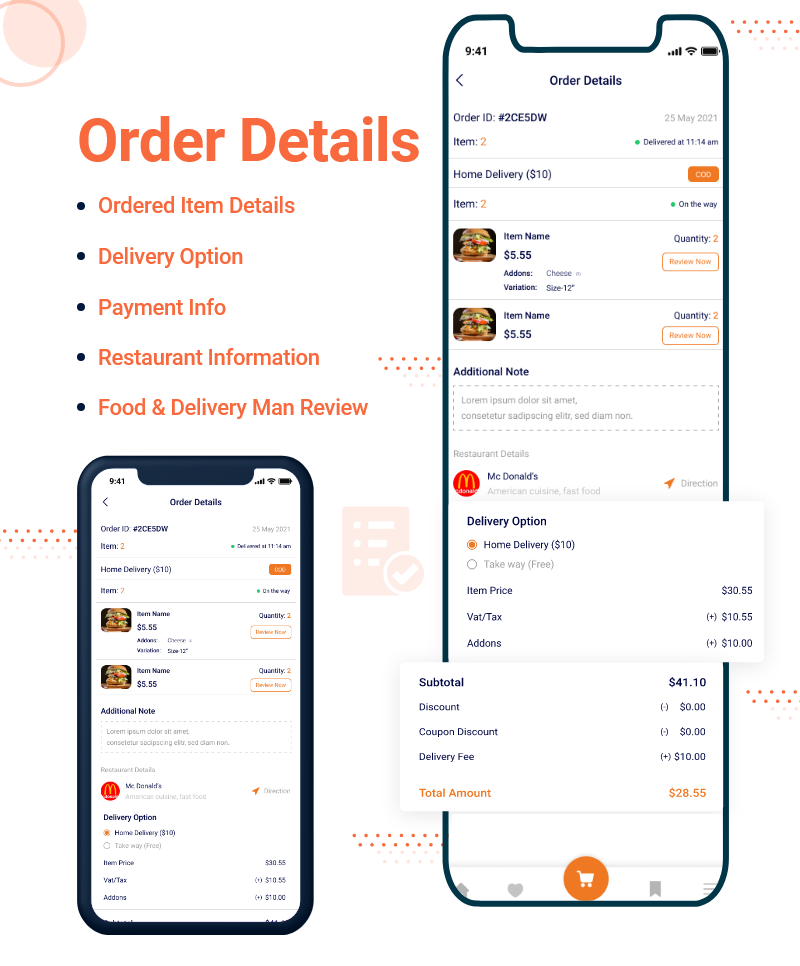 Order Details
Ordered Item Details
Delivery Option
Payment Info
Restaurant Information
Food & Delivery Man Review
9:41
Order Details
Order ID: #2CE5DW 25 May 2021
Item: 2 Delivered at 11:14 am
Home Delivery ($10) COD
Item: 2 On the way
Item Name Quantity: 2
$5.55 Review Now
Addons: Cheese
Variation: Size-12"
Item Name Quantity: 2
$5.55 Review Now
Additional Note
Lorem ipsum dolor sit amet,
consetetur sadipscing elitr, sed diam non.
Restaurant Details
Mc Donald's Direction
American cuisine, fast food
Delivery Option
Home Delivery ($10)
Take way (Free)
Item Price $30.55
Vat/Tax (+) $10.55
Addons (+) $10.00
Subtotal $41.10
Discount (-) $0.00
Coupon Discount (-) $0.00
Delivery Fee (+) $10.00
Total Amount $28.55
9:41
Order Details
Order ID: #2CE5DW 25 May 2021
Item: 2 Delivered at 11:14 am
Home Delivery ($10) COD
Item: 2 On the way
Item Name Quantity: 2
$5.55 Review Now
Addons: Cheese
Variation: Size-12"
Item Name Quantity: 2
$5.55 Review Now
Additional Note
Lorem ipsum dolor sit amet,
consetetur sadipscing elitr, sed diam non.
Restaurant Details
Mc Donald's Direction
American cuisine, fast food
Delivery Option
Home Delivery ($10)
Take way (Free)
Item Price $30.55
Vat/Tax (+) $10.55
Addons (+) $10.00